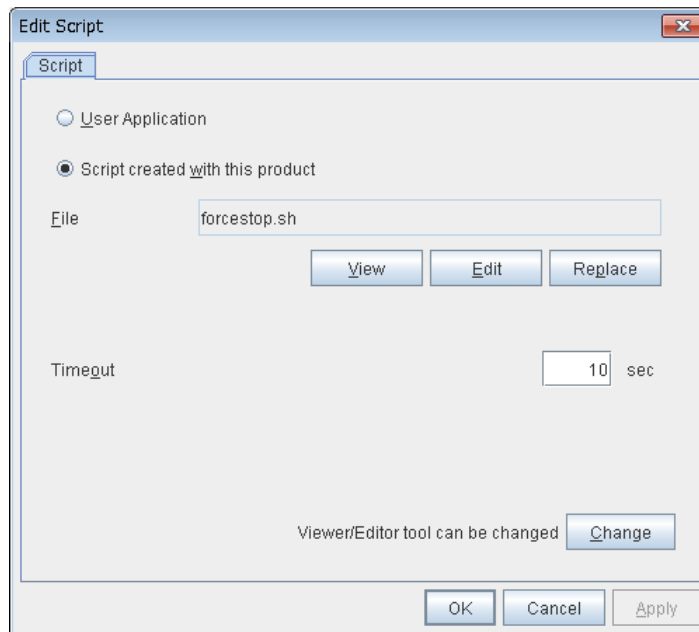 Edit Script
Script
User Application
Script created with this product
File forcestop.sh
View Edit Replace
Timeout 10 sec
Viewer/Editor tool can be changed Change
OK Cancel Apply